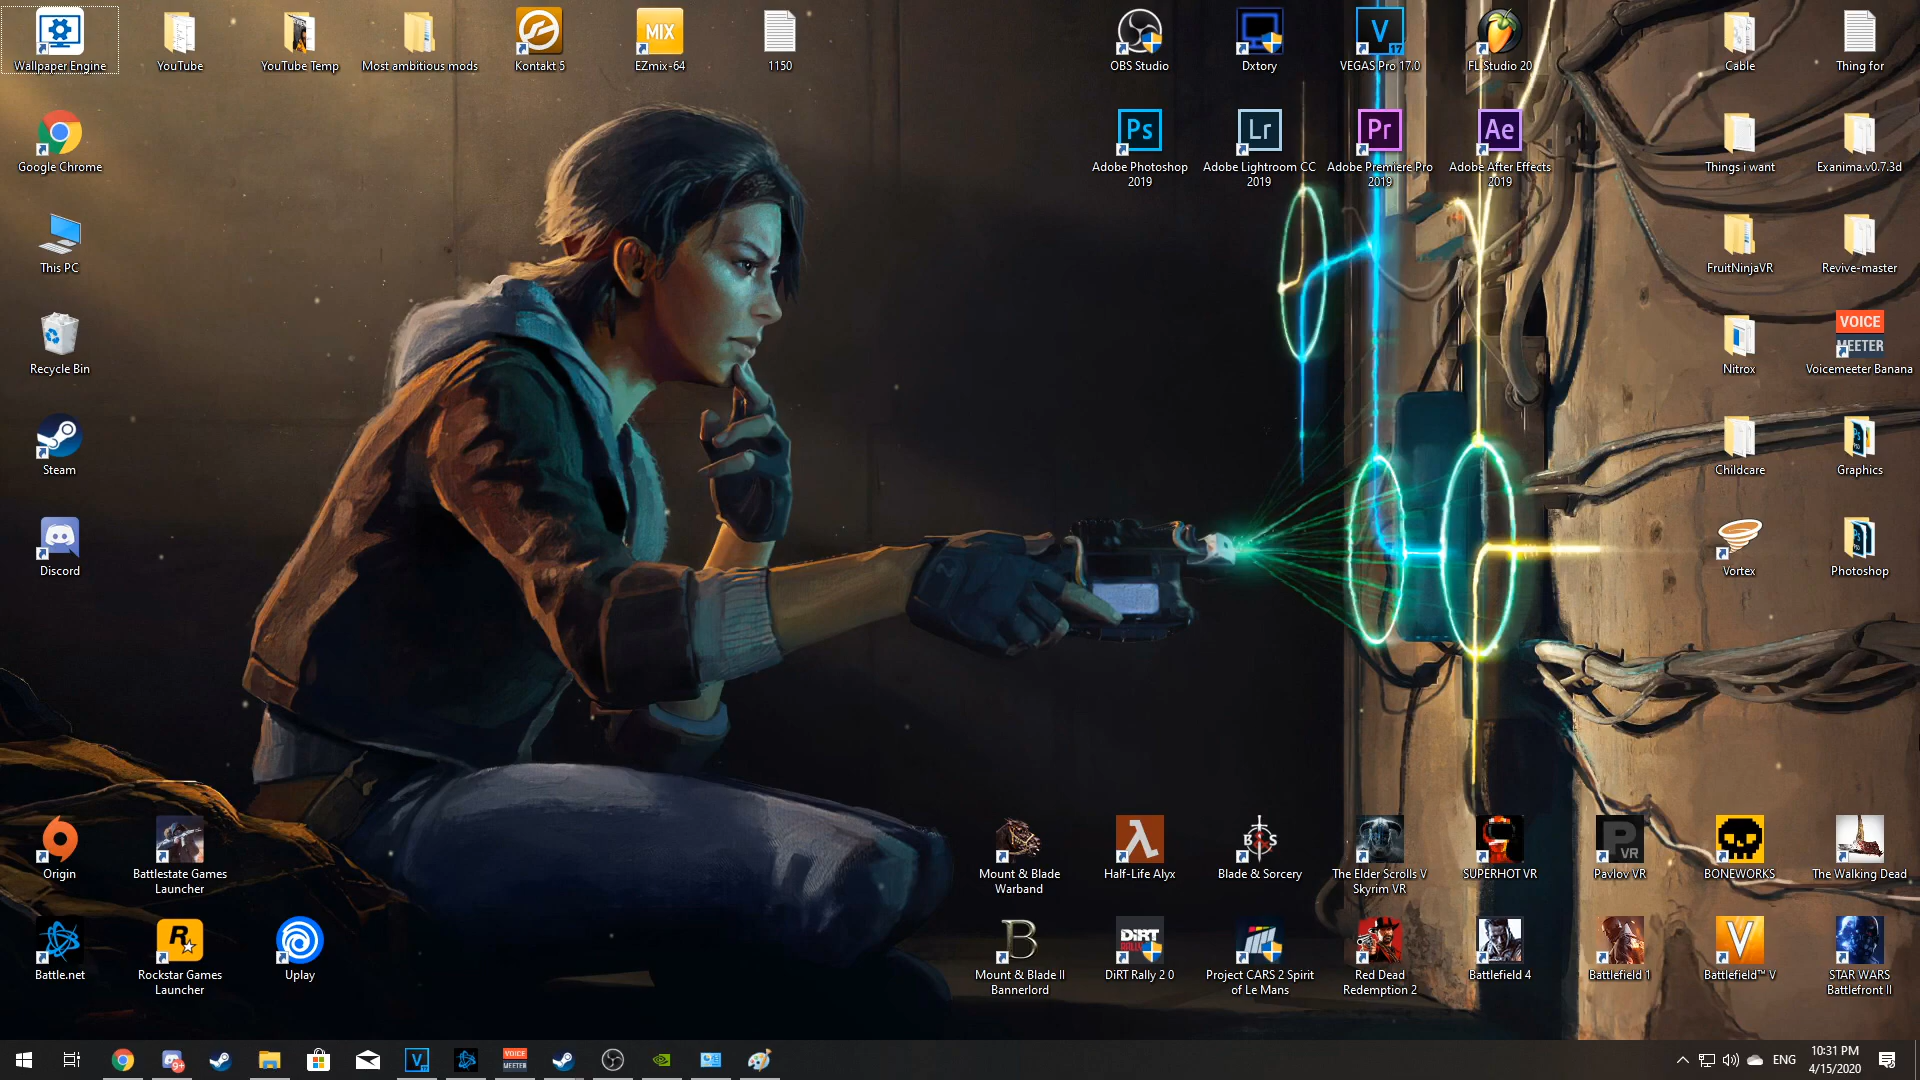 Wallpaper Engine
YouTube
YouTube Temp
Most ambitious mods
Kontakt 5
MIX
EZmix-64
1150
OBS Studio
Dxtory
V
17
VEGAS Pro 17.0
FL Studio 20
Cable
Thing for
Google Chrome
Ps
Adobe Photoshop
2019
Lr
Adobe Lightroom CC
2019
Pr
Adobe Premiere Pro
2019
Ae
Adobe After Effects
2019
Things i want
Exanima.v0.7.3d
This PC
FruitNinjaVR
Revive-master
Recycle Bin
Nitrox
VOICE
MEETER
Voicemeeter Banana
Steam
Childcare
Graphics
Discord
Vortex
Photoshop
Origin
Battlestate Games
Launcher
Mount & Blade
Warband
Half-Life Alyx
B S
Blade & Sorcery
The Elder Scrolls V
Skyrim VR
SUPERHOT VR
P
VR
Pavlov VR
BONEWORKS
The Walking Dead
Battle.net
R
Rockstar Games
Launcher
Uplay
B
Mount & Blade II
Bannerlord
DiRT
RALLY
DiRT Rally 2 0
Project CARS 2 Spirit
of Le Mans
Red Dead
Redemption 2
Battlefield 4
Battlefield 1
V
Battlefield™ V
STAR WARS
Battlefront II
9+
V
VOICE
MEETER
ENG
10:31 PM
4/15/2020